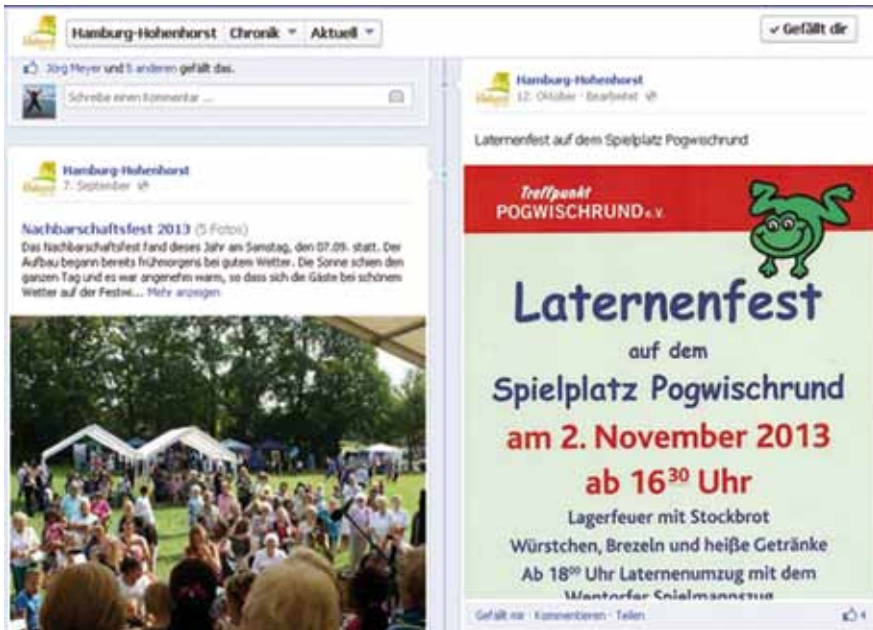 Hamburg-Hohenhorst Chronik Aktuell
✓ Gefällt dir
Jörg Meyer und 5 anderen gefällt das.
Schreibe einen Kommentar ...
Hamburg-Hohenhorst
7. September
Nachbarschaftsfest 2013 (5 Fotos)
Das Nachbarschaftsfest fand dieses Jahr am Samstag, den 07.09. statt. Der
Aufbau begann bereits frühmorgens bei gutem Wetter. Die Sonne schien den
ganzen Tag und es war angenehm warm, so dass sich die Gäste bei schönem
Wetter auf der Festwi... Mehr anzeigen
Hamburg-Hohenhorst
12. Oktober · Bearbeitet
Laternenfest auf dem Spielplatz Pogwischrund
Treffpunkt
POGWISCHRUND e.V.
Laternenfest
auf dem
Spielplatz Pogwischrund
am 2. November 2013
ab 16³⁰ Uhr
Lagerfeuer mit Stockbrot
Würstchen, Brezeln und heiße Getränke
Ab 18⁰⁰ Uhr Laternenumzug mit dem
Wentorfer Spielmannszug
Gefällt mir · Kommentieren · Teilen
4